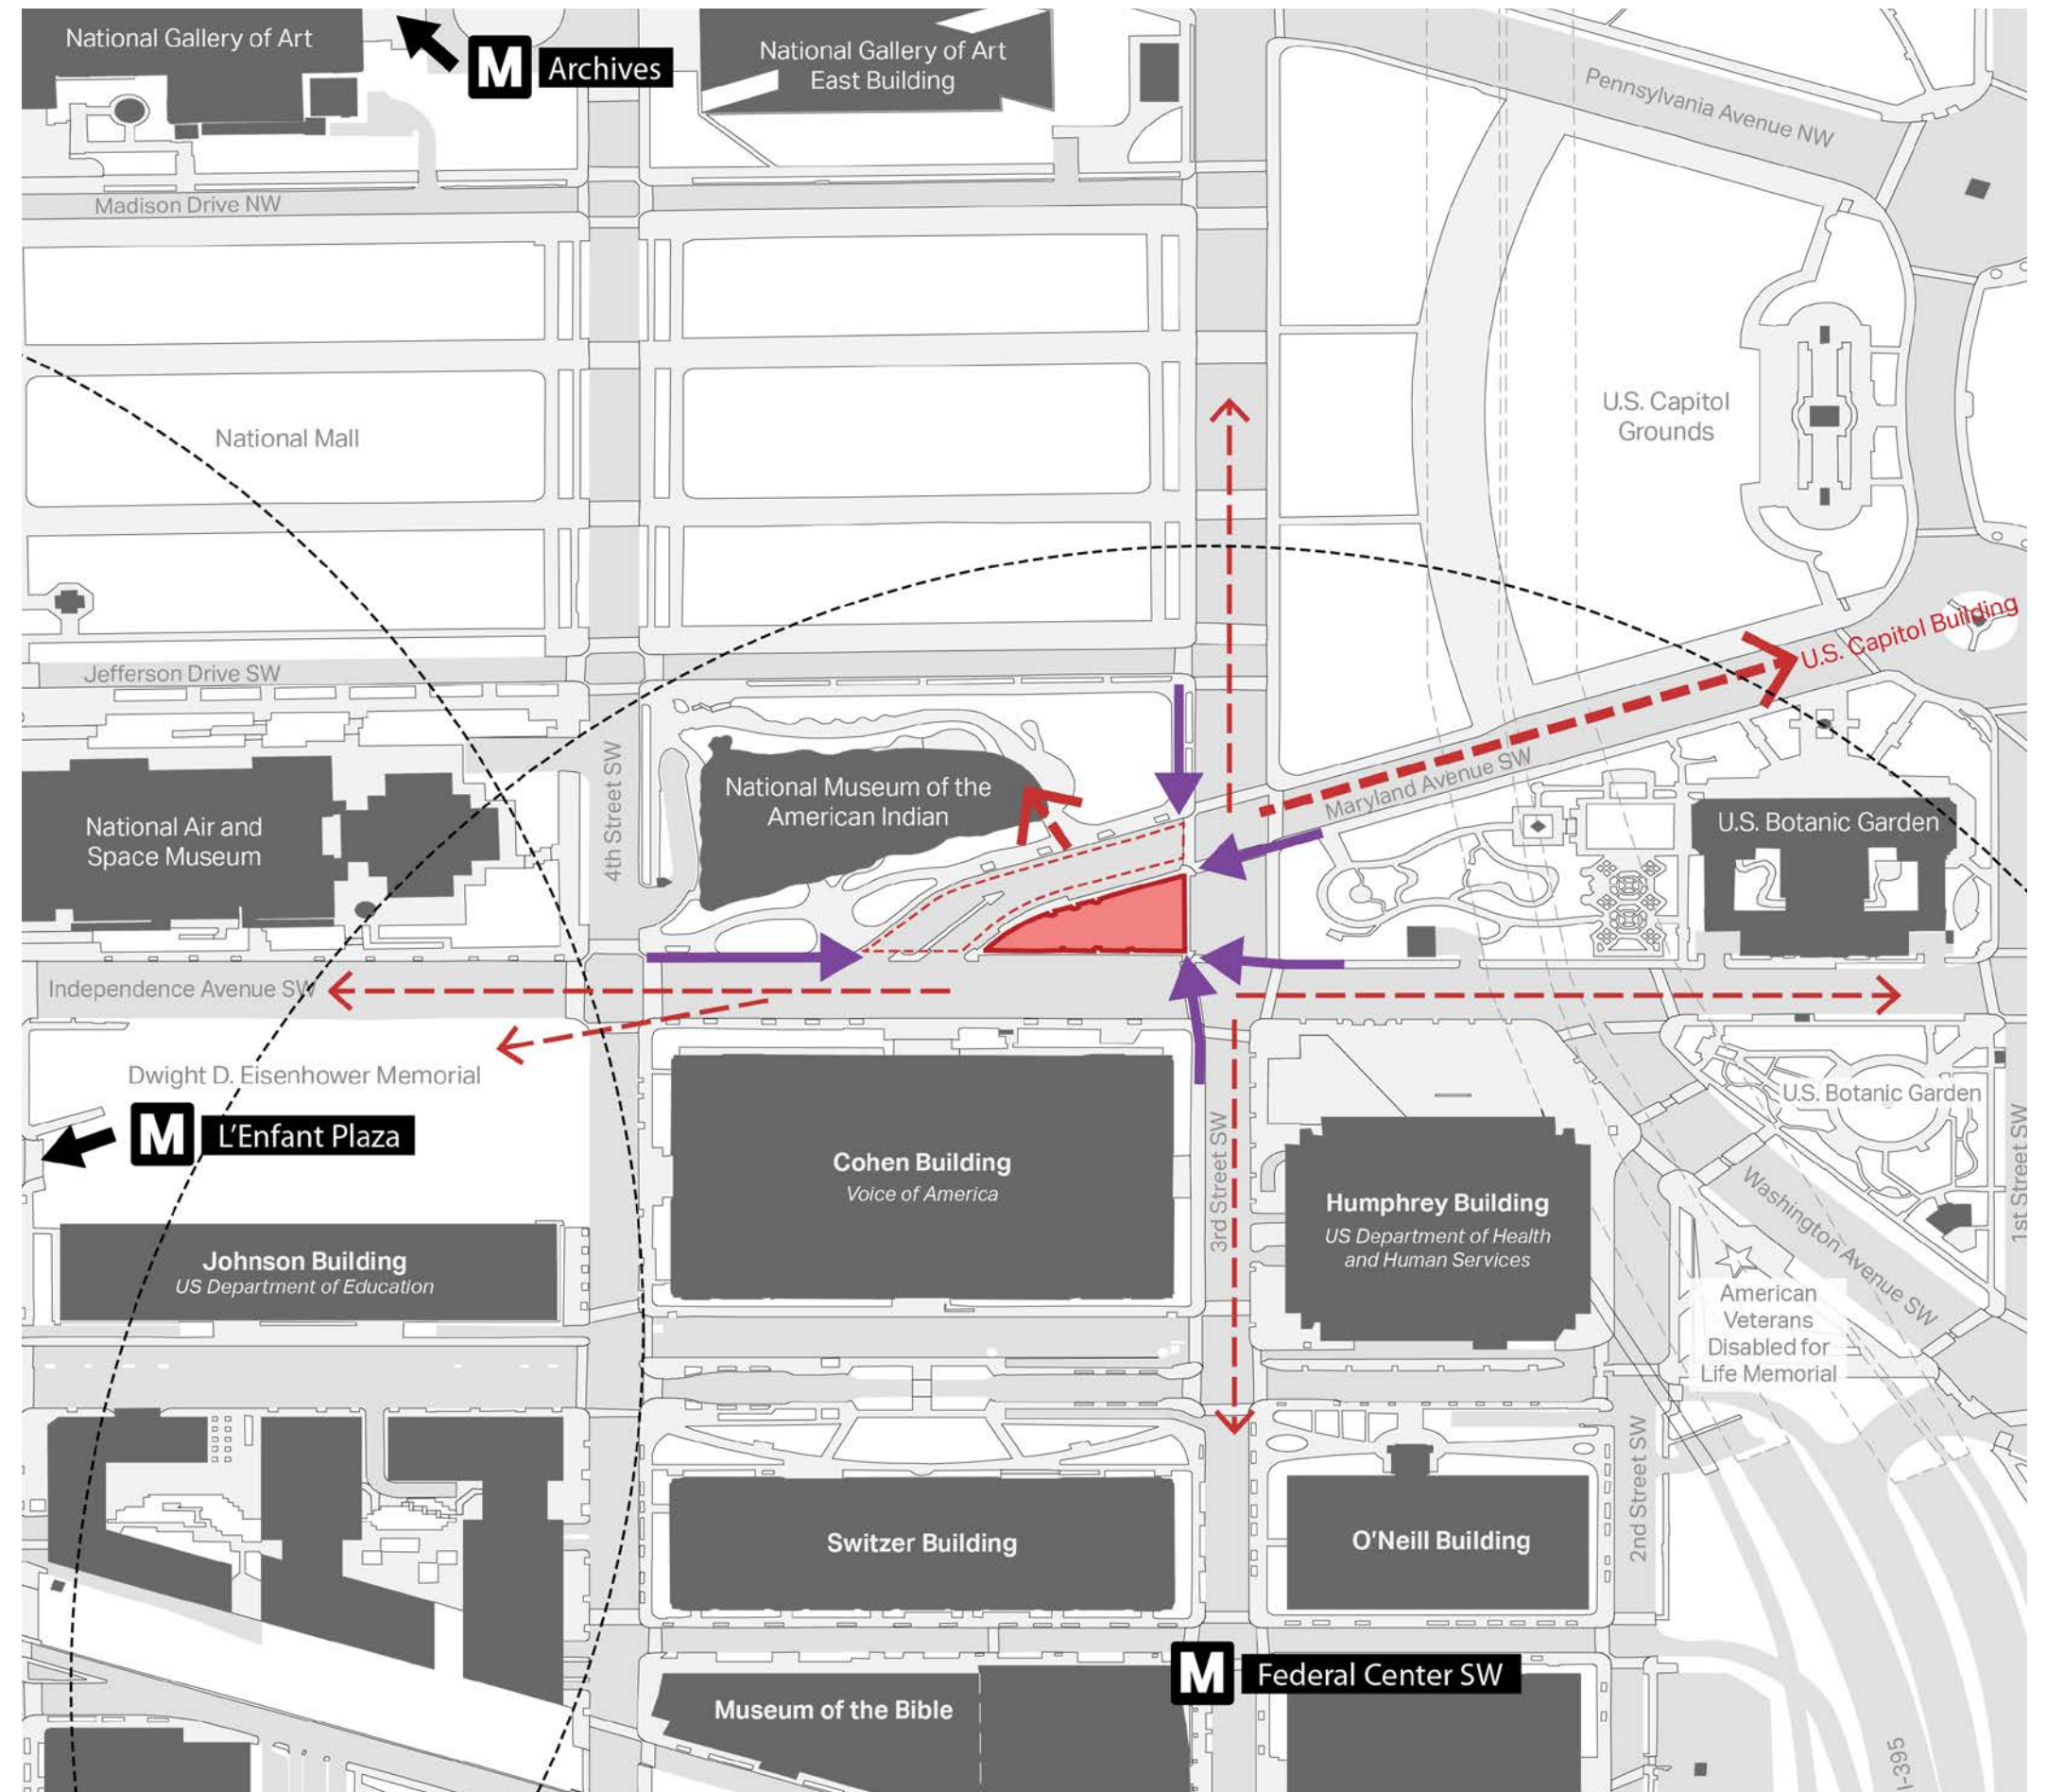 National Gallery of Art
M Archives
National Gallery of Art
East Building
Pennsylvania Avenue NW
Madison Drive NW
National Mall
U.S. Capitol
Grounds
U.S. Capitol Building
Jefferson Drive SW
4th Street SW
National Museum of the
American Indian
Maryland Avenue SW
National Air and
Space Museum
U.S. Botanic Garden
Independence Avenue SW
Dwight D. Eisenhower Memorial
M L'Enfant Plaza
U.S. Botanic Garden
1st Street SW
3rd Street SW
Cohen Building
Voice of America
Humphrey Building
US Department of Health
and Human Services
Washington Avenue SW
Johnson Building
US Department of Education
American
Veterans
Disabled for
Life Memorial
2nd Street SW
Switzer Building
O'Neill Building
M Federal Center SW
Museum of the Bible
I-395